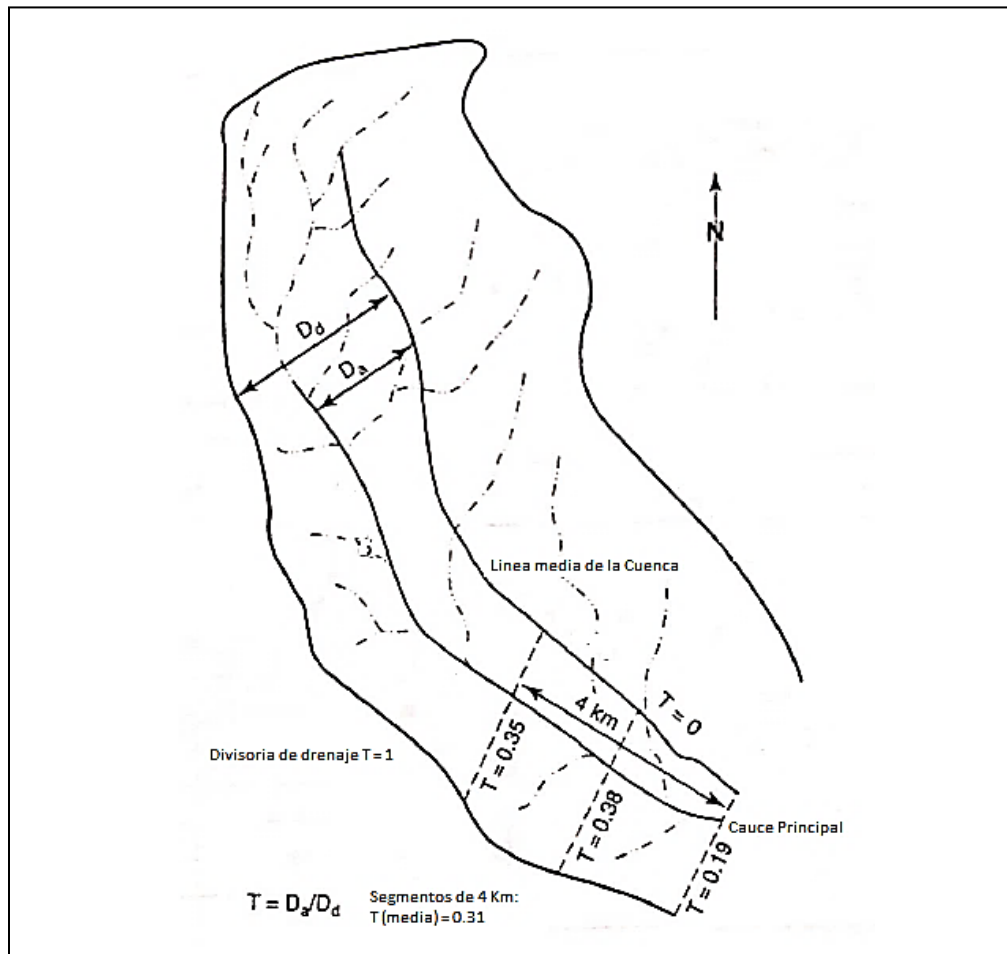 N
Dd
Da
Linea media de la Cuenca
T = 0
4 km
T = 0.35
Divisoria de drenaje T = 1
T = 0.38
Cauce Principal
T = 0.19
T = Da/Dd
Segmentos de 4 Km:
T (media) = 0.31